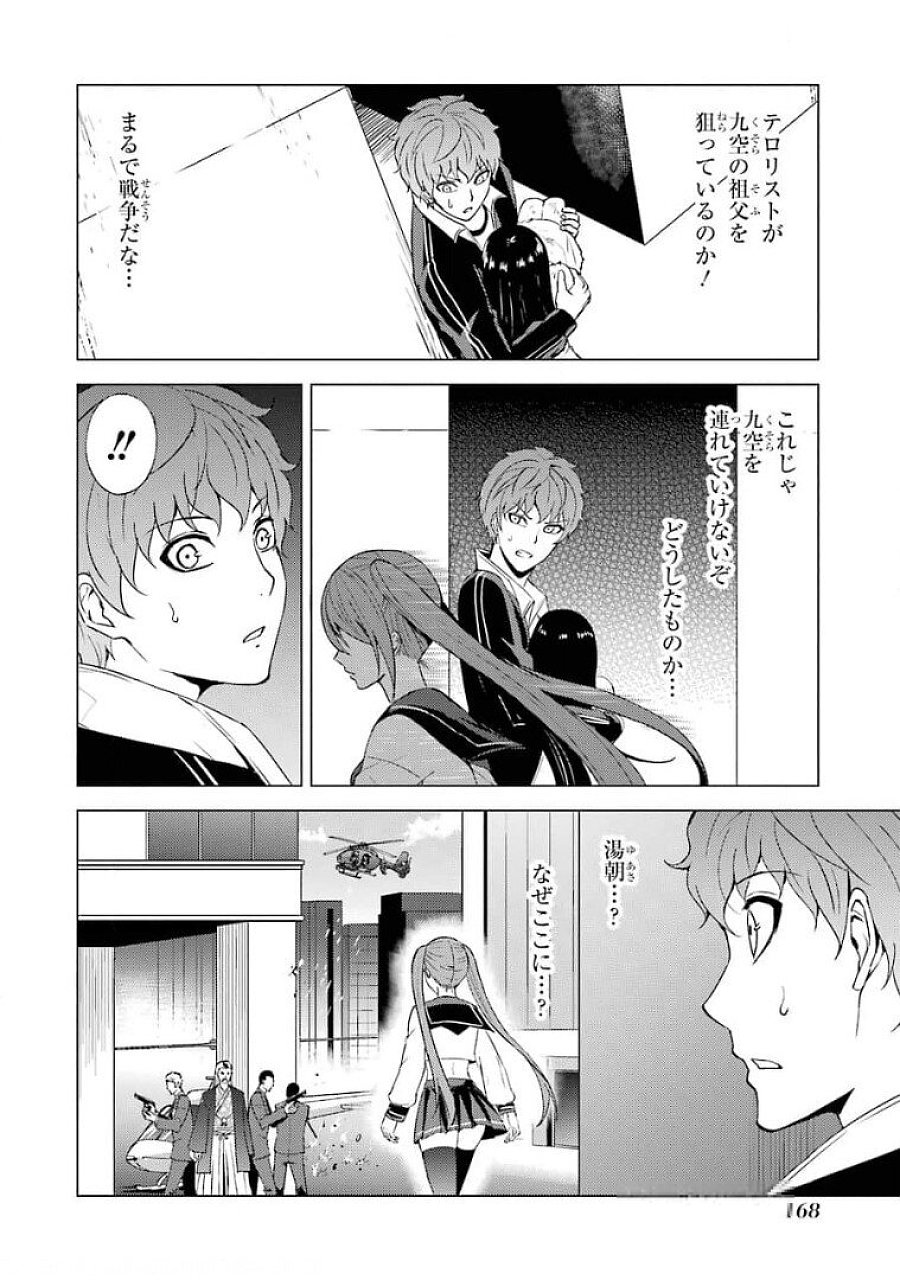 テロリストが
九空の祖父を
狙っているのか！
まるで戦争だな…
これじゃ
九空を
連れていけないぞ
どうしたものか…
!!
湯朝…？
なぜここに…？
168